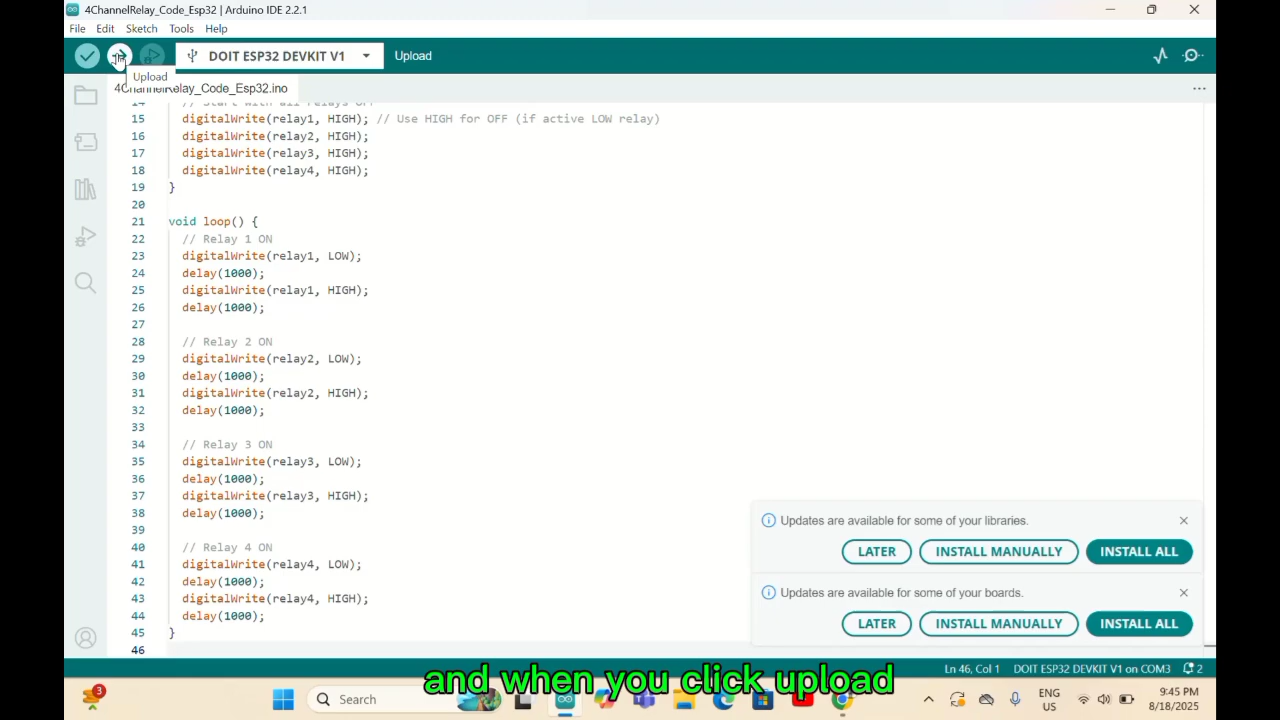 4ChannelRelay_Code_Esp32 | Arduino IDE 2.2.1
File Edit Sketch Tools Help
DOIT ESP32 DEVKIT V1
Upload
Upload
4ChannelRelay_Code_Esp32.ino
14 // Start with all relays OFF
15 digitalWrite(relay1, HIGH); // Use HIGH for OFF (if active LOW relay)
16 digitalWrite(relay2, HIGH);
17 digitalWrite(relay3, HIGH);
18 digitalWrite(relay4, HIGH);
19 }
20
21 void loop() {
22 // Relay 1 ON
23 digitalWrite(relay1, LOW);
24 delay(1000);
25 digitalWrite(relay1, HIGH);
26 delay(1000);
27
28 // Relay 2 ON
29 digitalWrite(relay2, LOW);
30 delay(1000);
31 digitalWrite(relay2, HIGH);
32 delay(1000);
33
34 // Relay 3 ON
35 digitalWrite(relay3, LOW);
36 delay(1000);
37 digitalWrite(relay3, HIGH);
38 delay(1000);
39
40 // Relay 4 ON
41 digitalWrite(relay4, LOW);
42 delay(1000);
43 digitalWrite(relay4, HIGH);
44 delay(1000);
45 }
46
Updates are available for some of your libraries.
LATER INSTALL MANUALLY INSTALL ALL
Updates are available for some of your boards.
LATER INSTALL MANUALLY INSTALL ALL
Ln 46, Col 1 DOIT ESP32 DEVKIT V1 on COM3 2
and when you click upload
3
Search
ENG
US
9:45 PM
8/18/2025